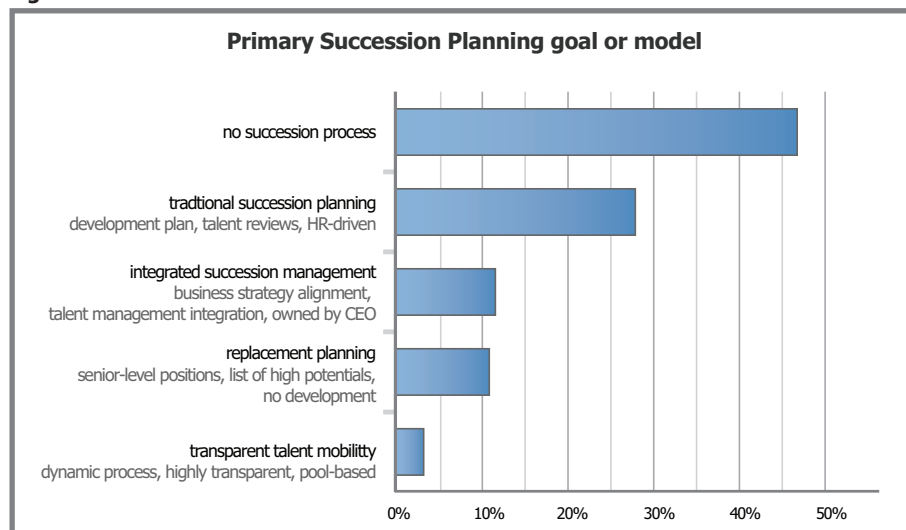 Primary Succession Planning goal or model
no succession process
tradtional succession planning
development plan, talent reviews, HR-driven
integrated succession management
business strategy alignment,
talent management integration, owned by CEO
replacement planning
senior-level positions, list of high potentials,
no development
transparent talent mobilitty
dynamic process, highly transparent, pool-based
0% 10% 20% 30% 40% 50%